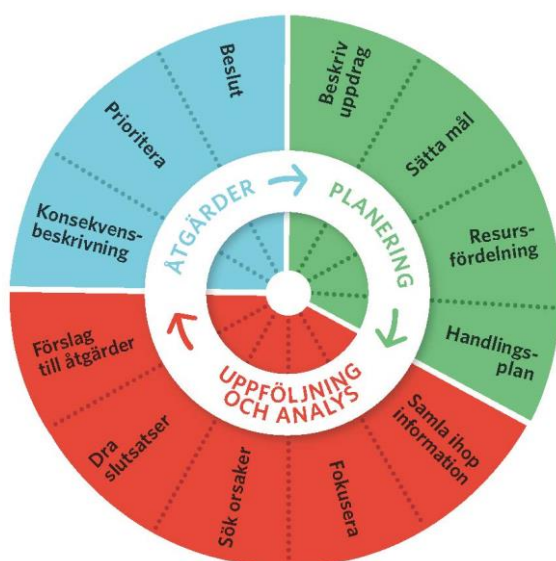 Beskriv
uppdrag
Sätta mål
Resurs-
fördelning
Handlings-
plan
Samla ihop
information
Fokusera
Sök orsaker
Dra
slutsatser
Förslag
till åtgärder
Konsekvens-
beskrivning
Prioritera
Beslut
PLANERING
UPPFÖLJNING
OCH ANALYS
ÅTGÄRDER